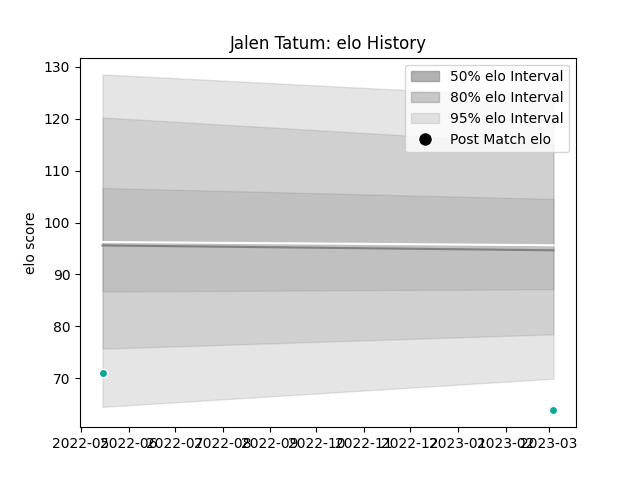 Jalen Tatum: elo History
130
120
110
100
90
80
70
elo score
50% elo Interval
80% elo Interval
95% elo Interval
Post Match elo
2022-05 2022-06 2022-07 2022-08 2022-09 2022-10 2022-11 2022-12 2023-01 2023-02 2023-03